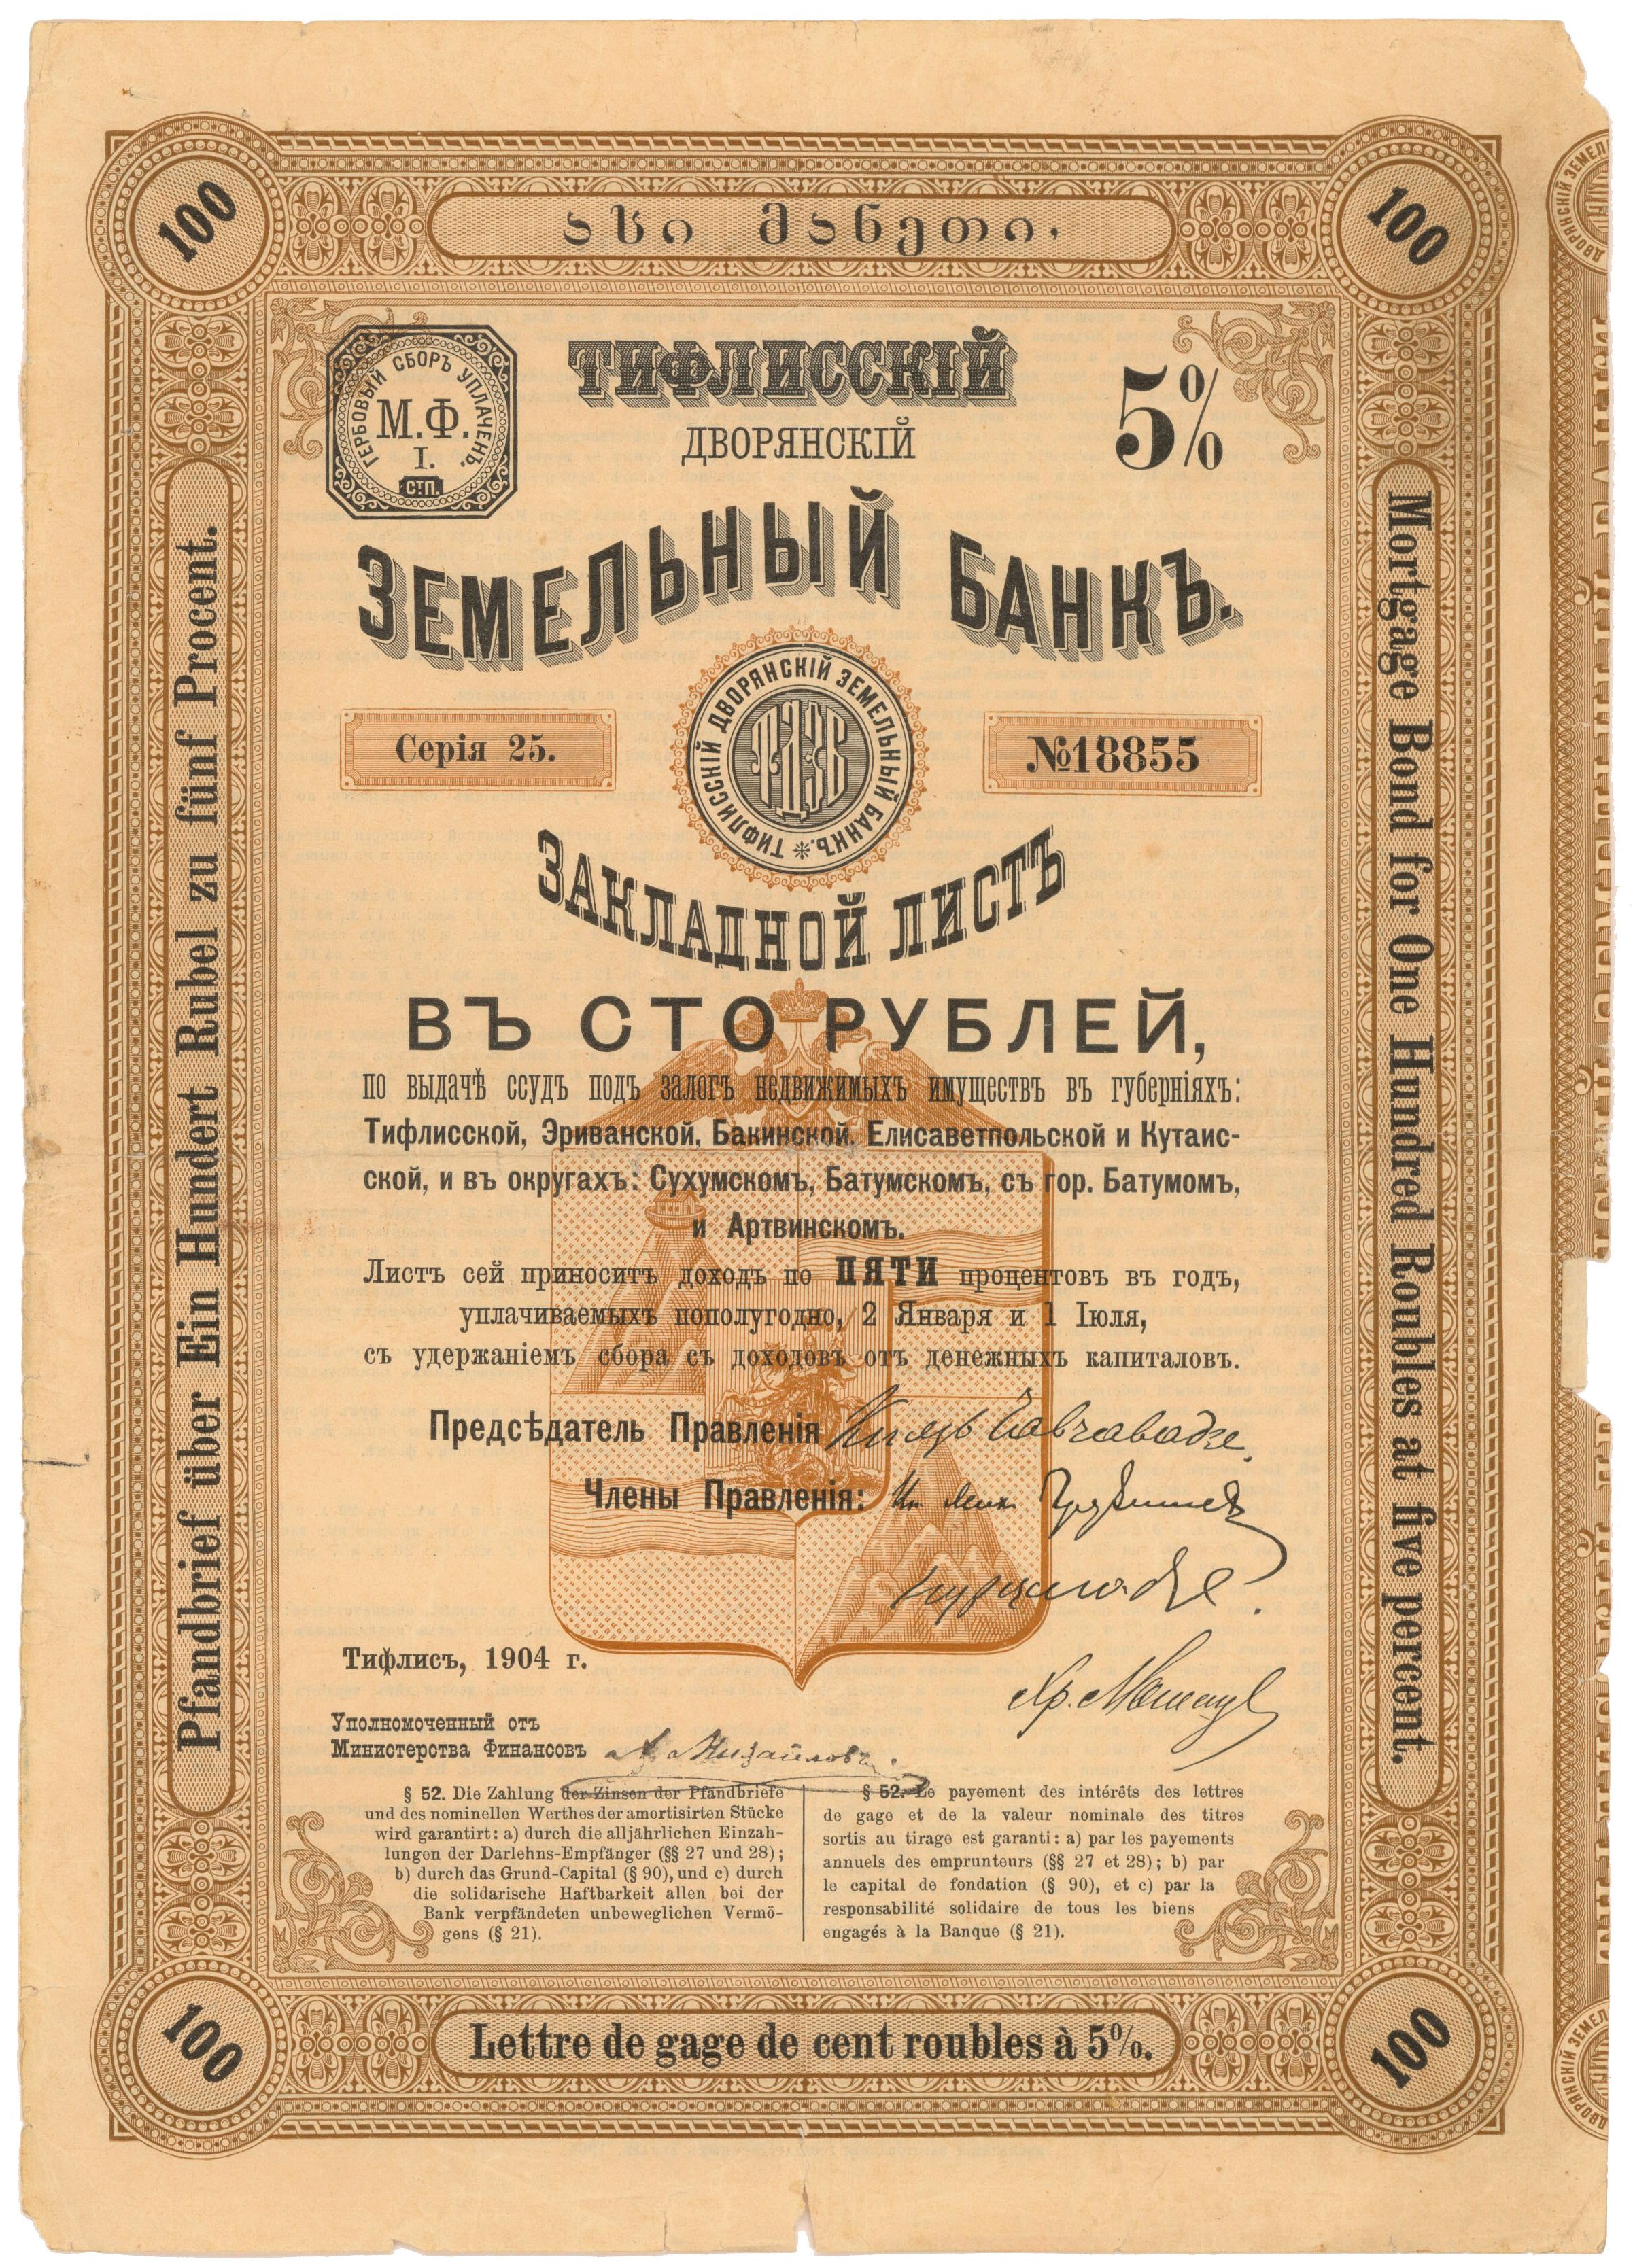 100
ასი მანეთი,
100
ГЕРБОВЫЙ СБОРЪ УПЛАЧЕНЪ.
М.Ф.
I.
СТП.
ТИФЛИССКІЙ
ДВОРЯНСКІЙ
5%
ЗЕМЕЛЬНЫЙ БАНКЪ.
ТИФЛИССКІЙ ДВОРЯНСКІЙ ЗЕМЕЛЬНЫЙ БАНКЪ.
ТДЗБ
Серія 25.
№18855
ЗАКЛАДНОЙ ЛИСТЪ
ВЪ СТО РУБЛЕЙ,
по выдачѣ ссудъ подъ залогъ недвижимыхъ имуществъ въ губерніяхъ:
Тифлисской, Эриванской, Бакинской, Елисаветпольской и Кутаис-
ской, и въ округахъ: Сухумскомъ, Батумскомъ, съ гор. Батумомъ,
и Артвинскомъ.
Листъ сей приноситъ доходъ по ПЯТИ процентовъ въ годъ,
уплачиваемыхъ пополугодно, 2 Января и 1 Іюля,
съ удержаніемъ сбора съ доходовъ отъ денежныхъ капиталовъ.
Предсѣдатель Правленія Князь Чавчавадзе.
Члены Правленія:
Тифлисъ, 1904 г.
Уполномоченный отъ
Министерства Финансовъ А. Михайловъ.
§ 52. Die Zahlung der Zinsen der Pfandbriefe
und des nominellen Werthes der amortisirten Stücke
wird garantirt: a) durch die alljährlichen Einzah-
lungen der Darlehns-Empfänger (§§ 27 und 28);
b) durch das Grund-Capital (§ 90), und c) durch
die solidarische Haftbarkeit allen bei der
Bank verpfändeten unbeweglichen Vermö-
gens (§ 21).
§ 52. Le payement des intérêts des lettres
de gage et de la valeur nominale des titres
sortis au tirage est garanti: a) par les payements
annuels des emprunteurs (§§ 27 et 28); b) par
le capital de fondation (§ 90), et c) par la
responsabilité solidaire de tous les biens
engagés à la Banque (§ 21).
Pfandbrief über Ein Hundert Rubel zu fünf Procent.
Mortgage Bond for One Hundred Roubles at five percent.
100
Lettre de gage de cent roubles à 5%.
100
ДВОРЯНСКІЙ ЗЕМЕЛ
ДВОРЯНСКІЙ ЗЕМЕЛ